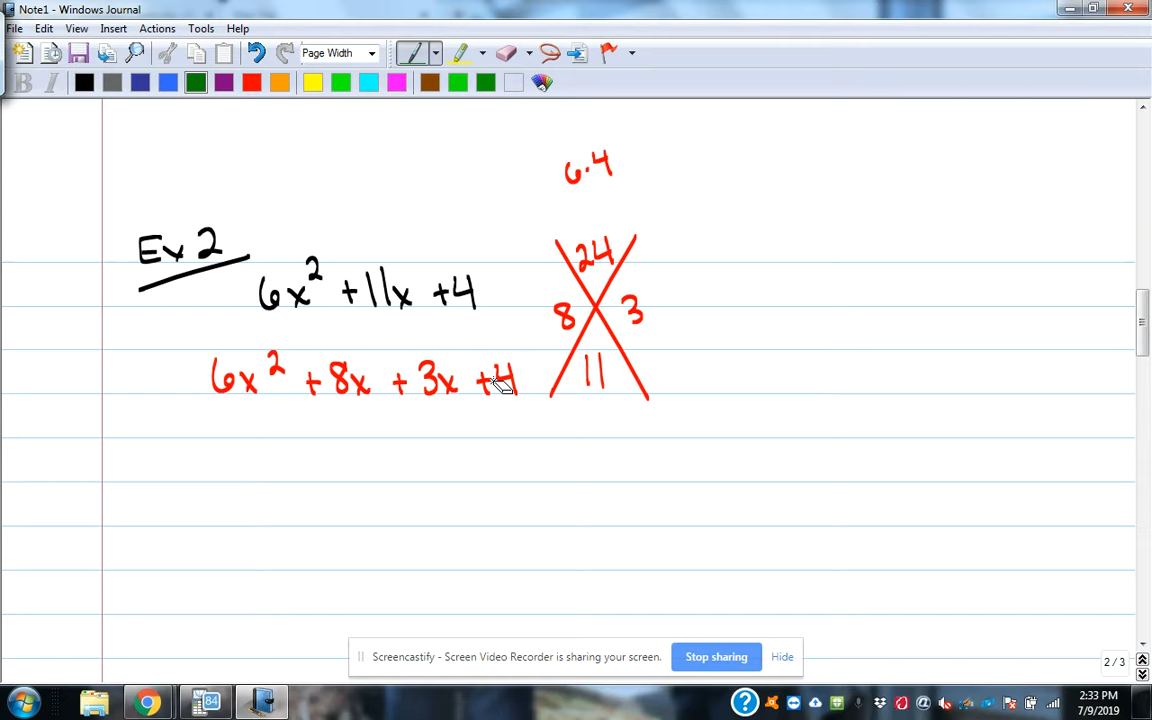 Note1 - Windows Journal
File Edit View Insert Actions Tools Help
Page Width
B I
6·4
Ex 2
6x² +11x +4
24
8 3
11
6x² +8x + 3x +4
Screencastify - Screen Video Recorder is sharing your screen. Stop sharing Hide
2 / 3
84
2:33 PM
7/9/2019